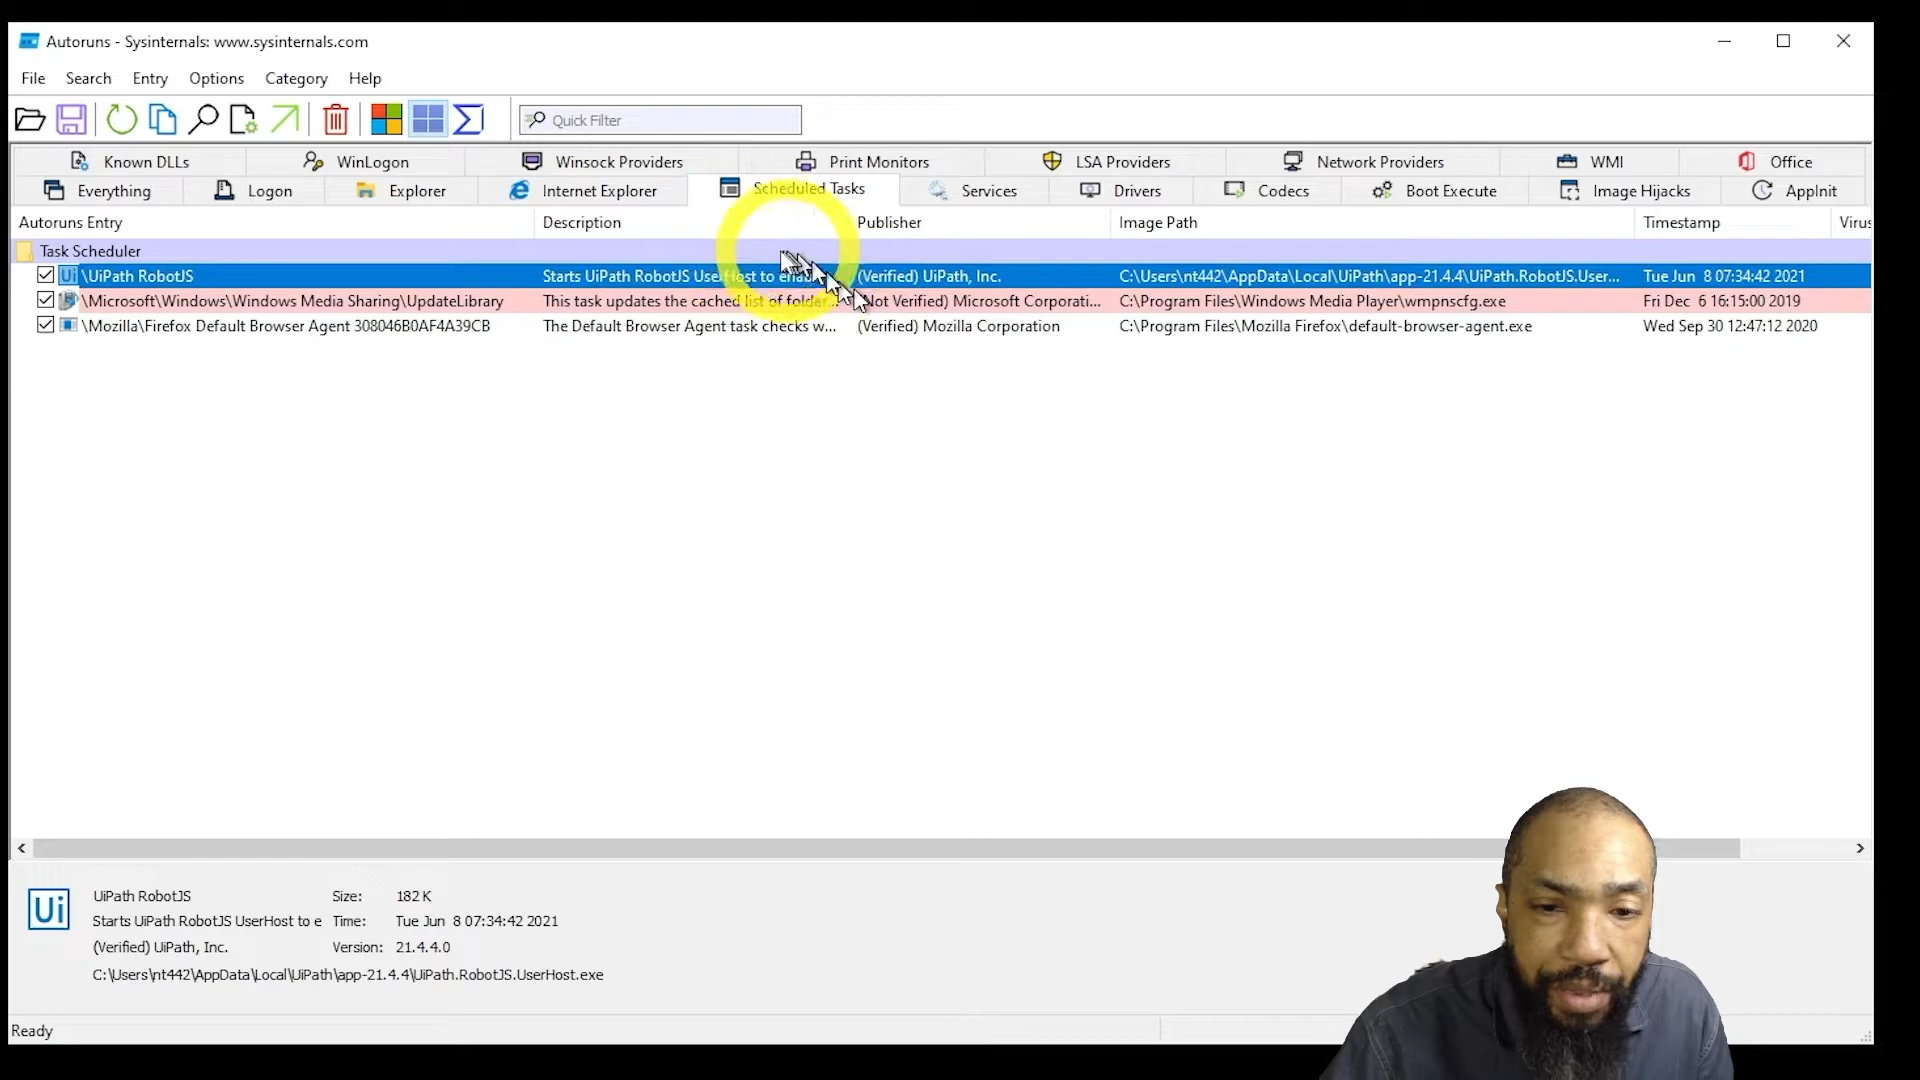 Autoruns - Sysinternals: www.sysinternals.com
File Search Entry Options Category Help
Quick Filter
Known DLLs WinLogon Winsock Providers Print Monitors LSA Providers Network Providers WMI Office
Everything Logon Explorer Internet Explorer Scheduled Tasks Services Drivers Codecs Boot Execute Image Hijacks AppInit
Autoruns Entry Description Publisher Image Path Timestamp Virus
Task Scheduler
Ui \UiPath RobotJS Starts UiPath RobotJS UserHost to (Verified) UiPath, Inc. C:\Users\nt442\AppData\Local\UiPath\app-21.4.4\UiPath.RobotJS.User... Tue Jun 8 07:34:42 2021
\Microsoft\Windows\Windows Media Sharing\UpdateLibrary This task updates the cached list of folder... Not Verified) Microsoft Corporati... C:\Program Files\Windows Media Player\wmpnscfg.exe Fri Dec 6 16:15:00 2019
\Mozilla\Firefox Default Browser Agent 308046B0AF4A39CB The Default Browser Agent task checks w... (Verified) Mozilla Corporation C:\Program Files\Mozilla Firefox\default-browser-agent.exe Wed Sep 30 12:47:12 2020
Ui
UiPath RobotJS Size: 182 K
Starts UiPath RobotJS UserHost to e Time: Tue Jun 8 07:34:42 2021
(Verified) UiPath, Inc. Version: 21.4.4.0
C:\Users\nt442\AppData\Local\UiPath\app-21.4.4\UiPath.RobotJS.UserHost.exe
Ready